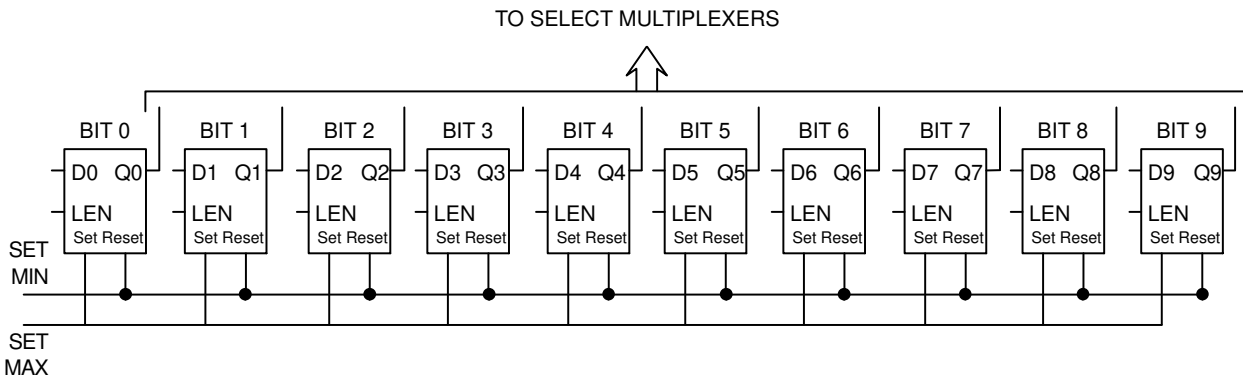 TO SELECT MULTIPLEXERS
BIT 0 BIT 1 BIT 2 BIT 3 BIT 4 BIT 5 BIT 6 BIT 7 BIT 8 BIT 9
D0 Q0 D1 Q1 D2 Q2 D3 Q3 D4 Q4 D5 Q5 D6 Q6 D7 Q7 D8 Q8 D9 Q9
LEN LEN LEN LEN LEN LEN LEN LEN LEN LEN
Set Reset Set Reset Set Reset Set Reset Set Reset Set Reset Set Reset Set Reset Set Reset Set Reset
SET
MIN
SET
MAX